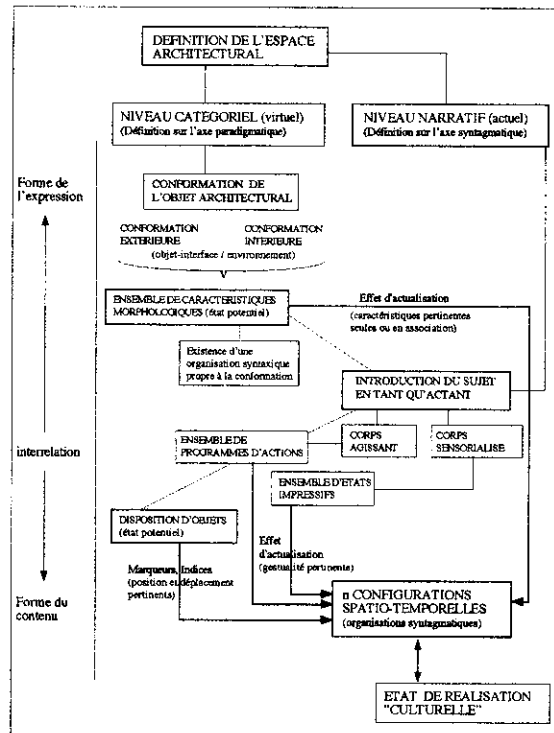 DEFINITION DE L'ESPACE
ARCHITECTURAL
NIVEAU CATEGORIEL (virtuel)
(Définition sur l'axe paradigmatique)
NIVEAU NARRATIF (actuel)
(Définition sur l'axe syntagmatique)
Forme de
l'expression
CONFORMATION DE
L'OBJET ARCHITECTURAL
CONFORMATION
EXTERIEURE
CONFORMATION
INTERIEURE
(objet-interface / environnement)
ENSEMBLE DE CARACTERISTIQUES
MORPHOLOGIQUES (état potentiel)
Effet d'actualisation
(caractéristiques pertinentes
seules ou en association)
Existence d'une
organisation syntaxique
propre à la conformation
INTRODUCTION DU SUJET
EN TANT QU'ACTANT
ENSEMBLE DE
PROGRAMMES D'ACTIONS
CORPS
AGISSANT
CORPS
SENSORIALISE
interrelation
ENSEMBLE D'ETATS
IMPRESSIFS
DISPOSITION D'OBJETS
(état potentiel)
Effet
d'actualisation
(gestualité pertinente)
Marqueurs, Indices
(position et déplacement
pertinents)
Forme du
contenu
n CONFIGURATIONS
SPATIO-TEMPORELLES
(organisations syntagmatiques)
ETAT DE REALISATION
"CULTURELLE"